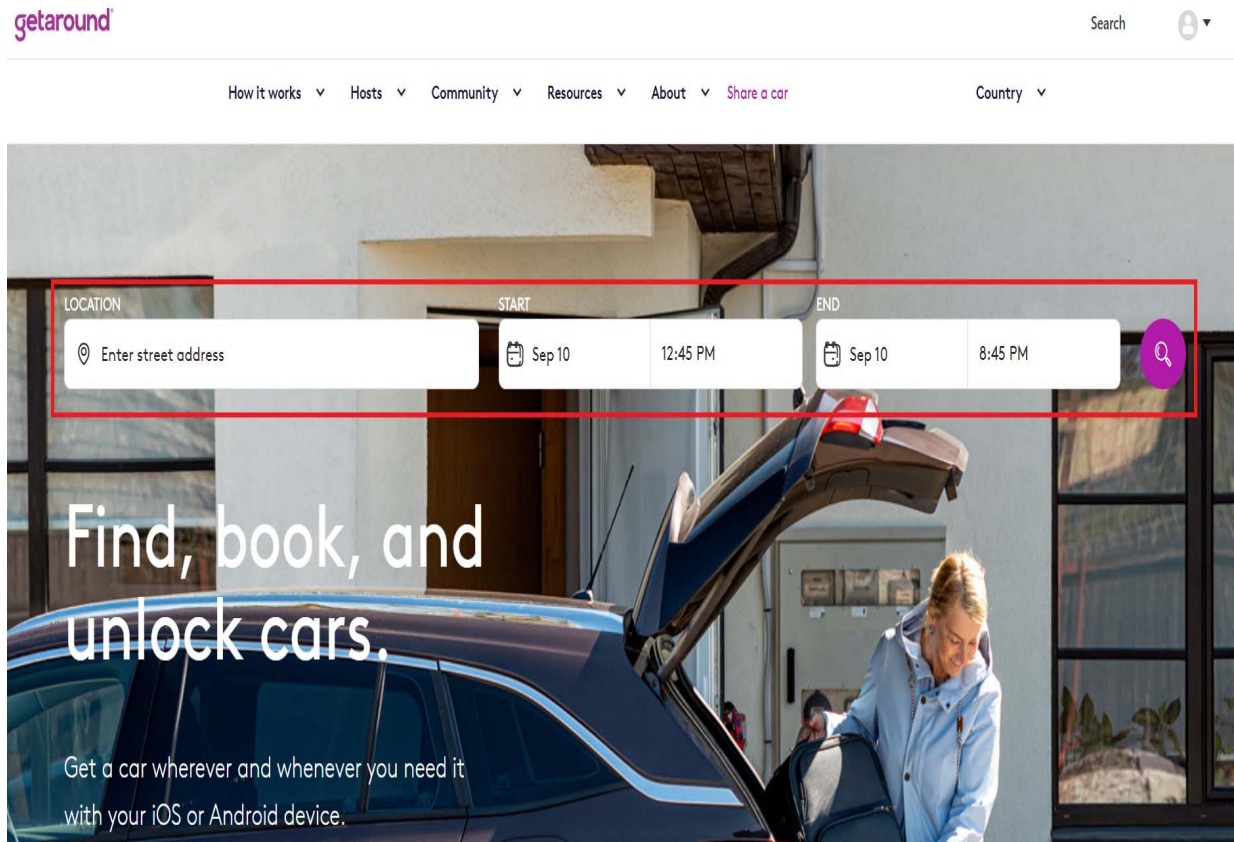 getaround
Search
How it works Hosts Community Resources About Share a car Country
LOCATION START END
Enter street address Sep 10 12:45 PM Sep 10 8:45 PM
Find, book, and
unlock cars.
Get a car wherever and whenever you need it
with your iOS or Android device.